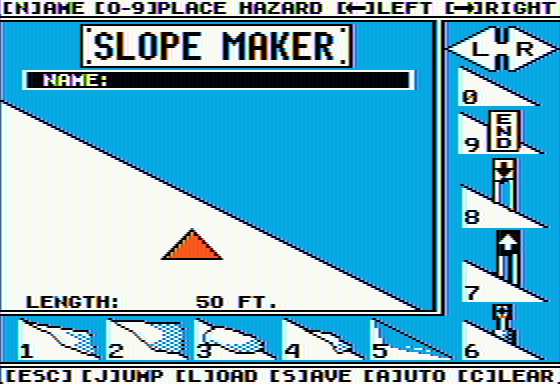 [N]AME [0-9]PLACE HAZARD [←]LEFT [→]RIGHT
SLOPE MAKER
NAME:
L R
0
9 END
8
7
LENGTH: 50 FT.
1 2 3 4 5 6
[ESC] [J]UMP [L]OAD [S]AVE [A]UTO [C]LEAR